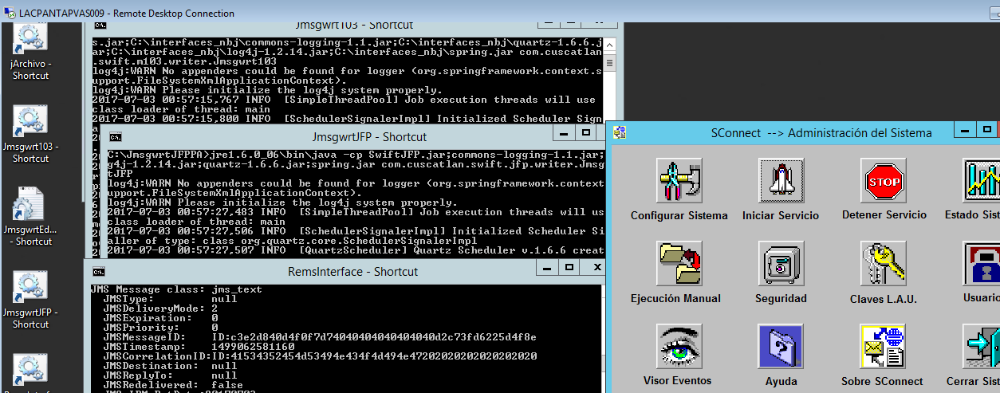 LACPANTAPVAS009 - Remote Desktop Connection
jArchivo -
Shortcut
Jmsgwrt103 -
Shortcut
JmsgwrtEd...
- Shortcut
JmsgwrtJFP -
Shortcut
Jmsgwrt103 - Shortcut
s.jar;C:\interfaces_nbj\commons-logging-1.1.jar;C:\interfaces_nbj\quartz-1.6.6.j
ar;C:\interfaces_nbj\log4j-1.2.14.jar;C:\interfaces_nbj\spring.jar com.cuscatlan
.swift.m103.writer.Jmsgwrt103
log4j:WARN No appenders could be found for logger (org.springframework.context.s
upport.FileSystemXmlApplicationContext).
log4j:WARN Please initialize the log4j system properly.
2017-07-03 00:57:15,767 INFO  [SimpleThreadPool] Job execution threads will use
class loader of thread: main
2017-07-03 00:57:15,800 INFO  [SchedulerSignalerImpl] Initialized Scheduler Sign
JmsgwrtJFP - Shortcut
C:\JmsgwrtJFPPA>jre1.6.0_06\bin\java -cp SwiftJFP.jar;commons-logging-1.1.jar;
g4j-1.2.14.jar;quartz-1.6.6.jar;spring.jar com.cuscatlan.swift.jfp.writer.Jmsg
tJFP
log4j:WARN No appenders could be found for logger (org.springframework.context
upport.FileSystemXmlApplicationContext).
log4j:WARN Please initialize the log4j system properly.
2017-07-03 00:57:27,483 INFO  [SimpleThreadPool] Job execution threads will us
class loader of thread: main
2017-07-03 00:57:27,506 INFO  [SchedulerSignalerImpl] Initialized Scheduler Si
aller of type: class org.quartz.core.SchedulerSignalerImpl
2017-07-03 00:57:27,507 INFO  [QuartzScheduler] Quartz Scheduler v.1.6.6 creat
RemsInterface - Shortcut
JMS Message class: jms_text
JMSType: null
JMSDeliveryMode: 2
JMSExpiration: 0
JMSPriority: 0
JMSMessageID: ID:c3e2d840d4f0f7d74040404040404040d2c73fd6225d4f8e
JMSTimestamp: 1499062581160
JMSCorrelationID:ID:41534352454d53494e434f4d494e47202020202020202020
JMSDestination: null
JMSReplyTo: null
JMSRedelivered: false
SConnect --> Administración del Sistema
Configurar Sistema
Iniciar Servicio
STOP
Detener Servicio
Estado Sist
Ejecución Manual
Seguridad
Claves L.A.U.
Usuario
Visor Eventos
Ayuda
Sobre SConnect
Cerrar Sist